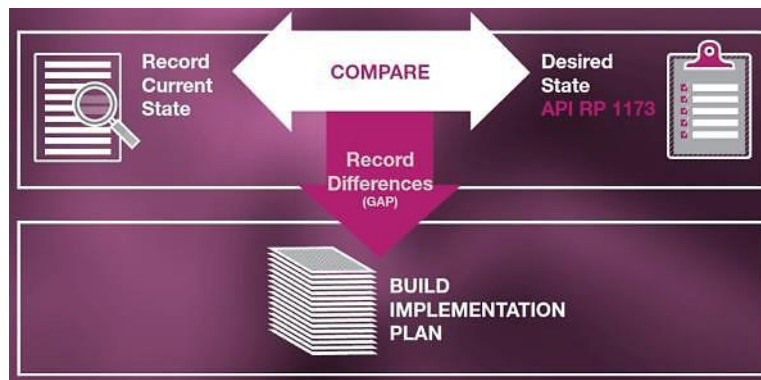 Record
Current
State
COMPARE
Desired
State
API RP 1173
Record
Differences
(GAP)
BUILD
IMPLEMENTATION
PLAN